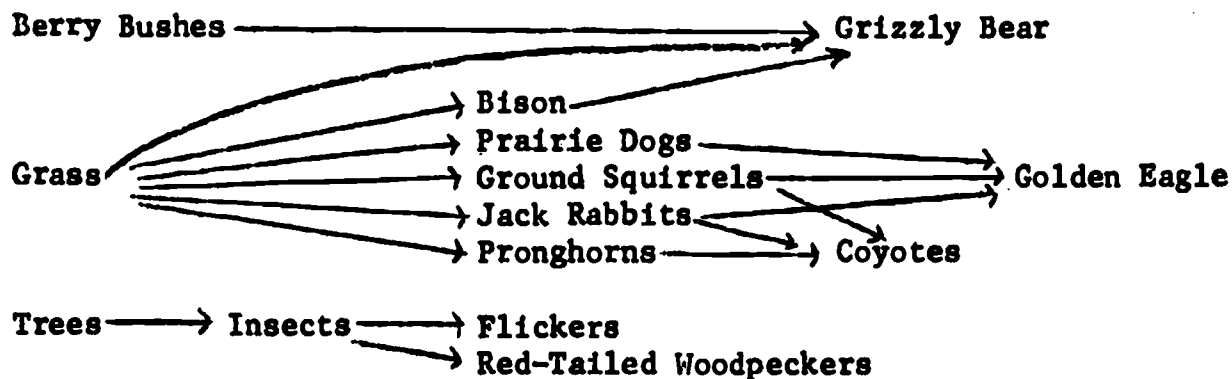 Berry Bushes Grizzly Bear
Bison
Prairie Dogs
Grass Ground Squirrels Golden Eagle
Jack Rabbits
Pronghorns Coyotes
Trees Insects Flickers
Red-Tailed Woodpeckers